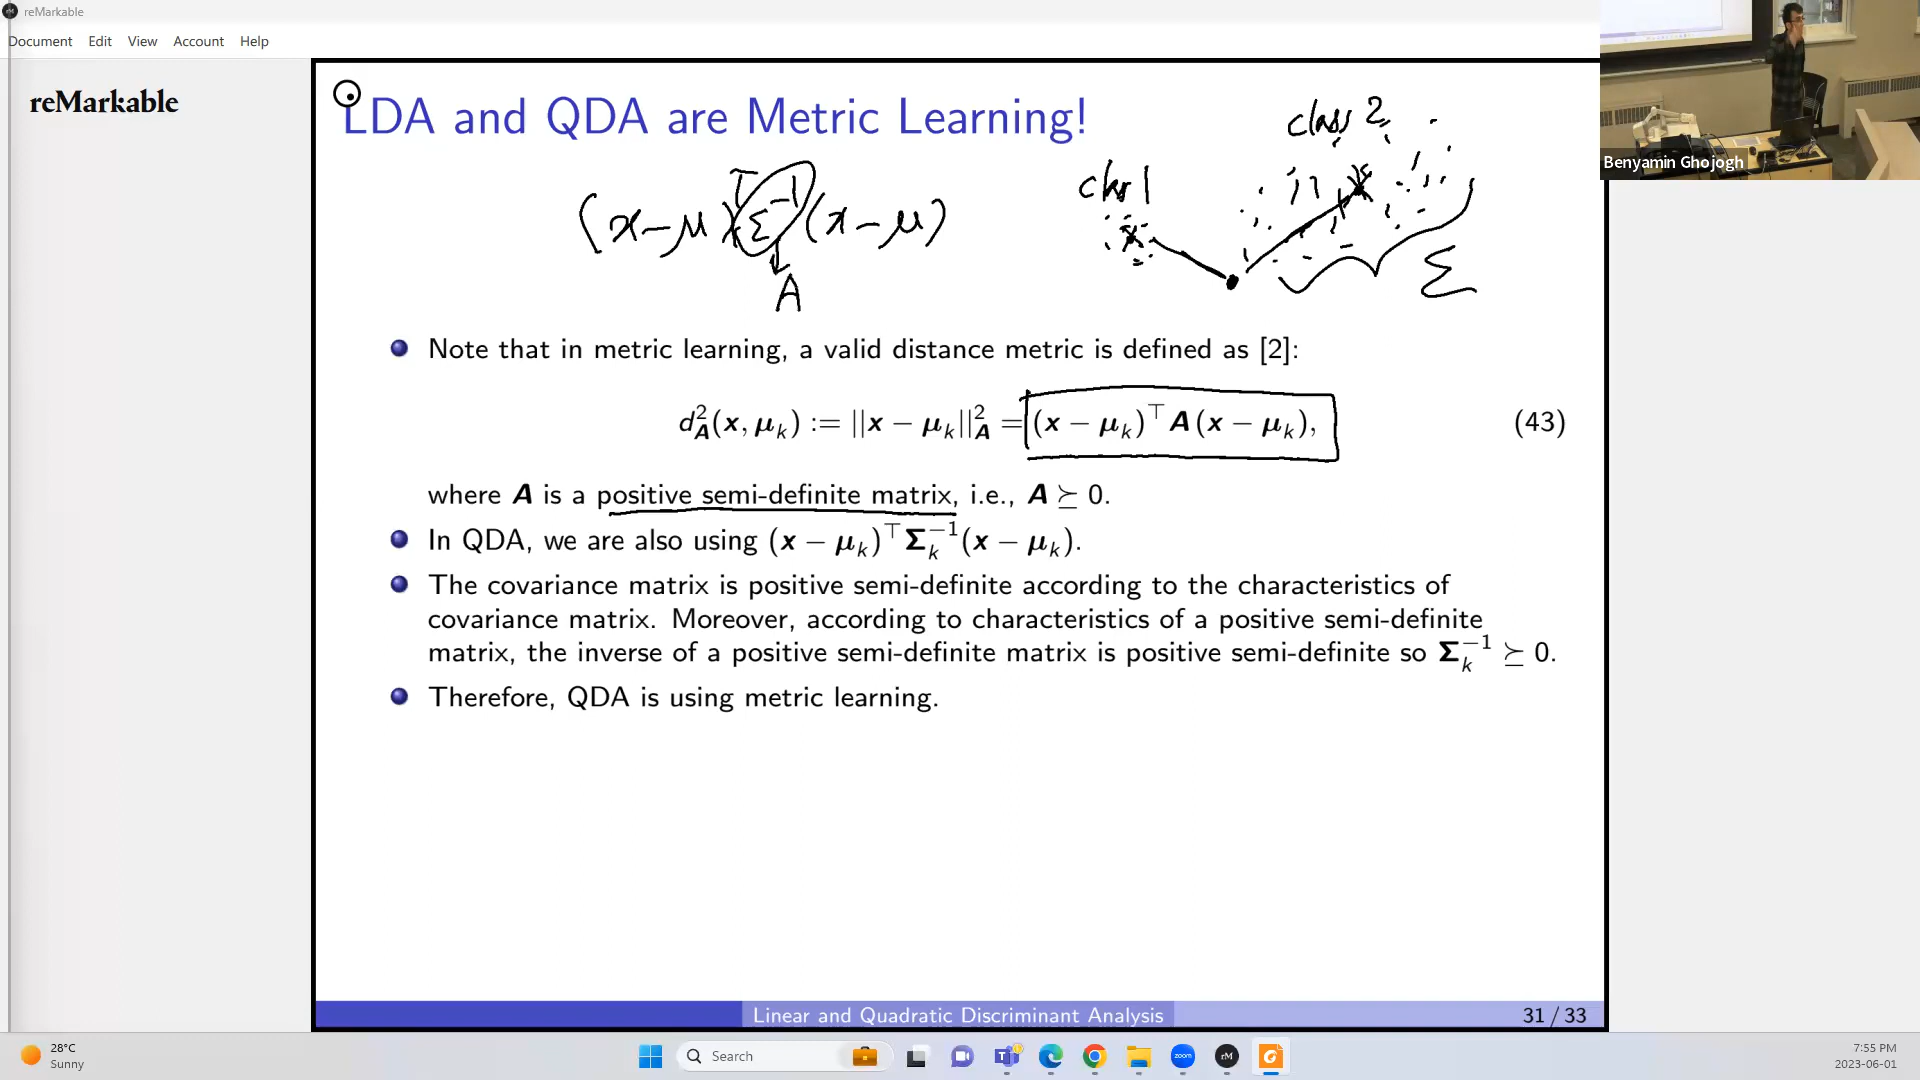 reMarkable
Document Edit View Account Help
reMarkable
Benyamin Ghojogh
LDA and QDA are Metric Learning!
class 1
class 2
(x−μ)ᵀΣ⁻¹(x−μ)
A
Σ
Note that in metric learning, a valid distance metric is defined as [2]:
d²_A(x, μ_k) := ||x − μ_k||²_A = (x − μ_k)^⊤ A (x − μ_k), (43)
where A is a positive semi-definite matrix, i.e., A ⪰ 0.
In QDA, we are also using (x − μ_k)^⊤ Σ_k^{−1} (x − μ_k).
The covariance matrix is positive semi-definite according to the characteristics of
covariance matrix. Moreover, according to characteristics of a positive semi-definite
matrix, the inverse of a positive semi-definite matrix is positive semi-definite so Σ_k^{−1} ⪰ 0.
Therefore, QDA is using metric learning.
Linear and Quadratic Discriminant Analysis 31 / 33
28°C
Sunny
Search
zoom
rM
7:55 PM
2023-06-01